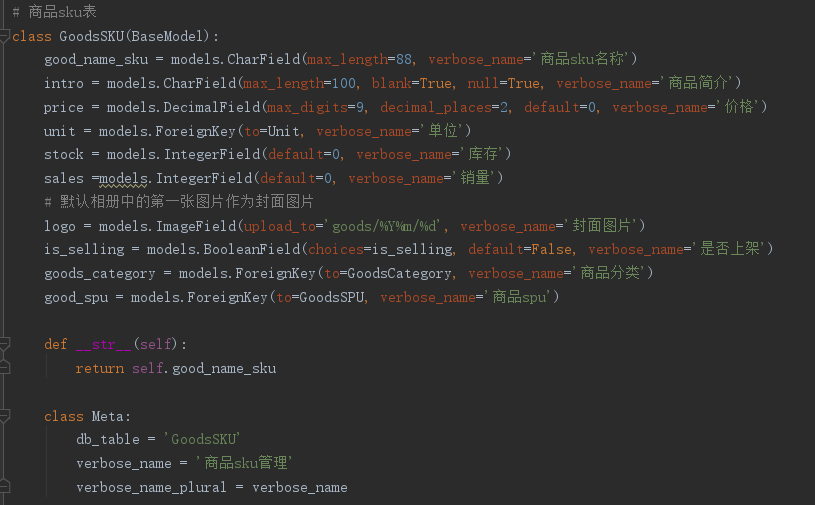 # 商品sku表
class GoodsSKU(BaseModel):
    good_name_sku = models.CharField(max_length=88, verbose_name='商品sku名称')
    intro = models.CharField(max_length=100, blank=True, null=True, verbose_name='商品简介')
    price = models.DecimalField(max_digits=9, decimal_places=2, default=0, verbose_name='价格')
    unit = models.ForeignKey(to=Unit, verbose_name='单位')
    stock = models.IntegerField(default=0, verbose_name='库存')
    sales =models.IntegerField(default=0, verbose_name='销量')
    # 默认相册中的第一张图片作为封面图片
    logo = models.ImageField(upload_to='goods/%Y%m/%d', verbose_name='封面图片')
    is_selling = models.BooleanField(choices=is_selling, default=False, verbose_name='是否上架')
    goods_category = models.ForeignKey(to=GoodsCategory, verbose_name='商品分类')
    good_spu = models.ForeignKey(to=GoodsSPU, verbose_name='商品spu')

    def __str__(self):
        return self.good_name_sku

    class Meta:
        db_table = 'GoodsSKU'
        verbose_name = '商品sku管理'
        verbose_name_plural = verbose_name